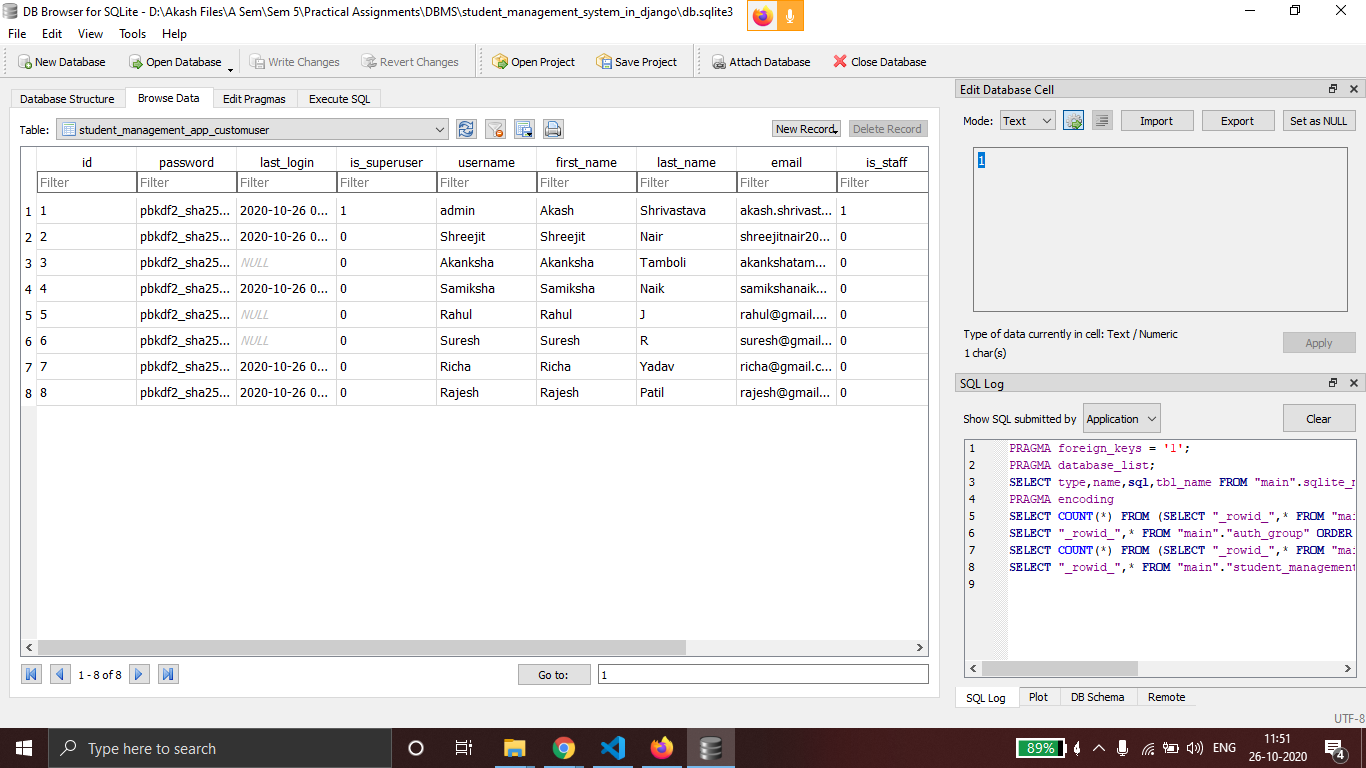 DB Browser for SQLite - D:\Akash Files\A Sem\Sem 5\Practical Assignments\DBMS\student_management_system_in_django\db.sqlite3
File Edit View Tools Help
New Database Open Database Write Changes Revert Changes Open Project Save Project Attach Database Close Database
Database Structure Browse Data Edit Pragmas Execute SQL
Table: student_management_app_customuser New Record Delete Record
id password last_login is_superuser username first_name last_name email is_staff
Filter Filter Filter Filter Filter Filter Filter Filter Filter
1 1 pbkdf2_sha25... 2020-10-26 0... 1 admin Akash Shrivastava akash.shrivast... 1
2 2 pbkdf2_sha25... 2020-10-26 0... 0 Shreejit Shreejit Nair shreejitnair20... 0
3 3 pbkdf2_sha25... NULL 0 Akanksha Akanksha Tamboli akankshatam... 0
4 4 pbkdf2_sha25... 2020-10-26 0... 0 Samiksha Samiksha Naik samikshanaik... 0
5 5 pbkdf2_sha25... NULL 0 Rahul Rahul J rahul@gmail.... 0
6 6 pbkdf2_sha25... NULL 0 Suresh Suresh R suresh@gmail... 0
7 7 pbkdf2_sha25... 2020-10-26 0... 0 Richa Richa Yadav richa@gmail.c... 0
8 8 pbkdf2_sha25... 2020-10-26 0... 0 Rajesh Rajesh Patil rajesh@gmail... 0
1 - 8 of 8 Go to: 1
Edit Database Cell
Mode: Text Import Export Set as NULL
1
Type of data currently in cell: Text / Numeric
1 char(s) Apply
SQL Log
Show SQL submitted by Application Clear
1 PRAGMA foreign_keys = '1';
2 PRAGMA database_list;
3 SELECT type,name,sql,tbl_name FROM "main".sqlite_
4 PRAGMA encoding
5 SELECT COUNT(*) FROM (SELECT "_rowid_",* FROM "mai
6 SELECT "_rowid_",* FROM "main"."auth_group" ORDER
7 SELECT COUNT(*) FROM (SELECT "_rowid_",* FROM "mai
8 SELECT "_rowid_",* FROM "main"."student_management
9
SQL Log Plot DB Schema Remote
UTF-8
Type here to search 89% ENG 11:51
26-10-2020 4